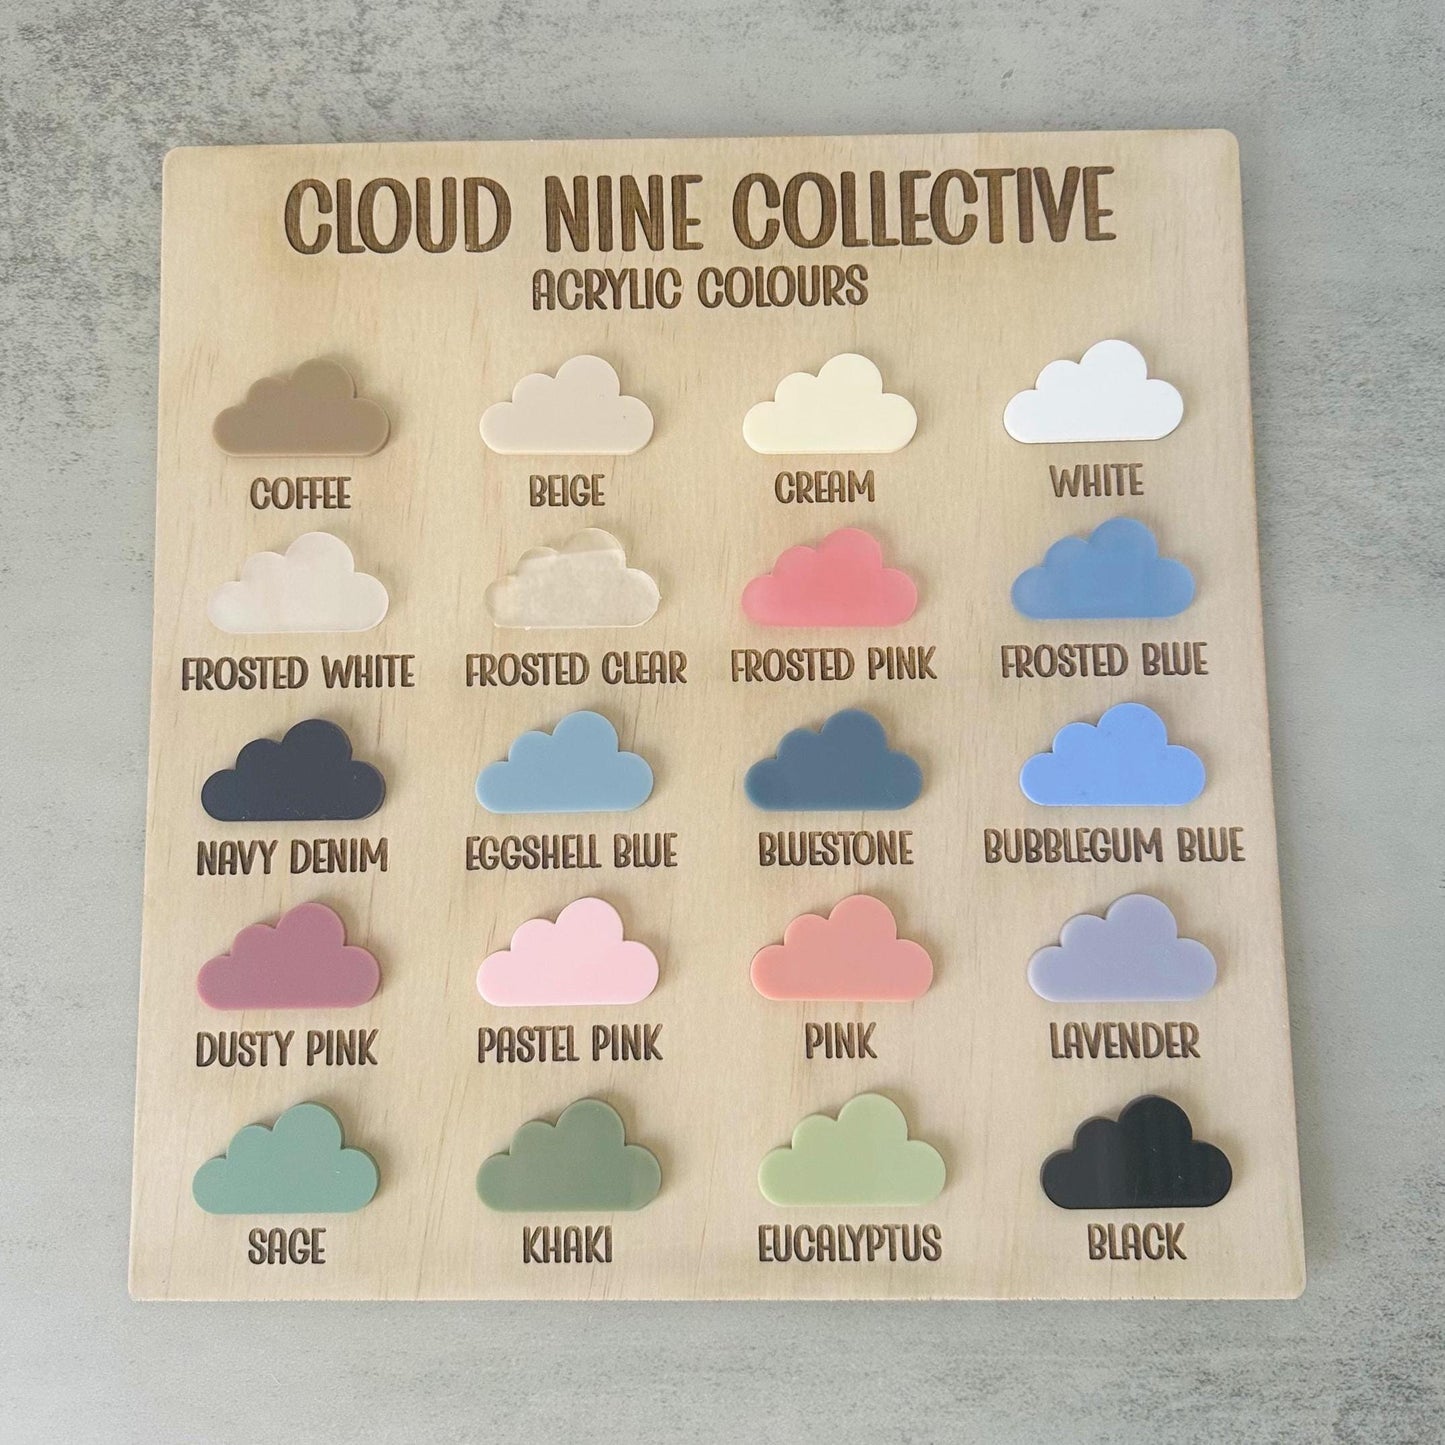 CLOUD NINE COLLECTIVE
ACRYLIC COLOURS
COFFEE BEIGE CREAM WHITE
FROSTED WHITE FROSTED CLEAR FROSTED PINK FROSTED BLUE
NAVY DENIM EGGSHELL BLUE BLUESTONE BUBBLEGUM BLUE
DUSTY PINK PASTEL PINK PINK LAVENDER
SAGE KHAKI EUCALYPTUS BLACK